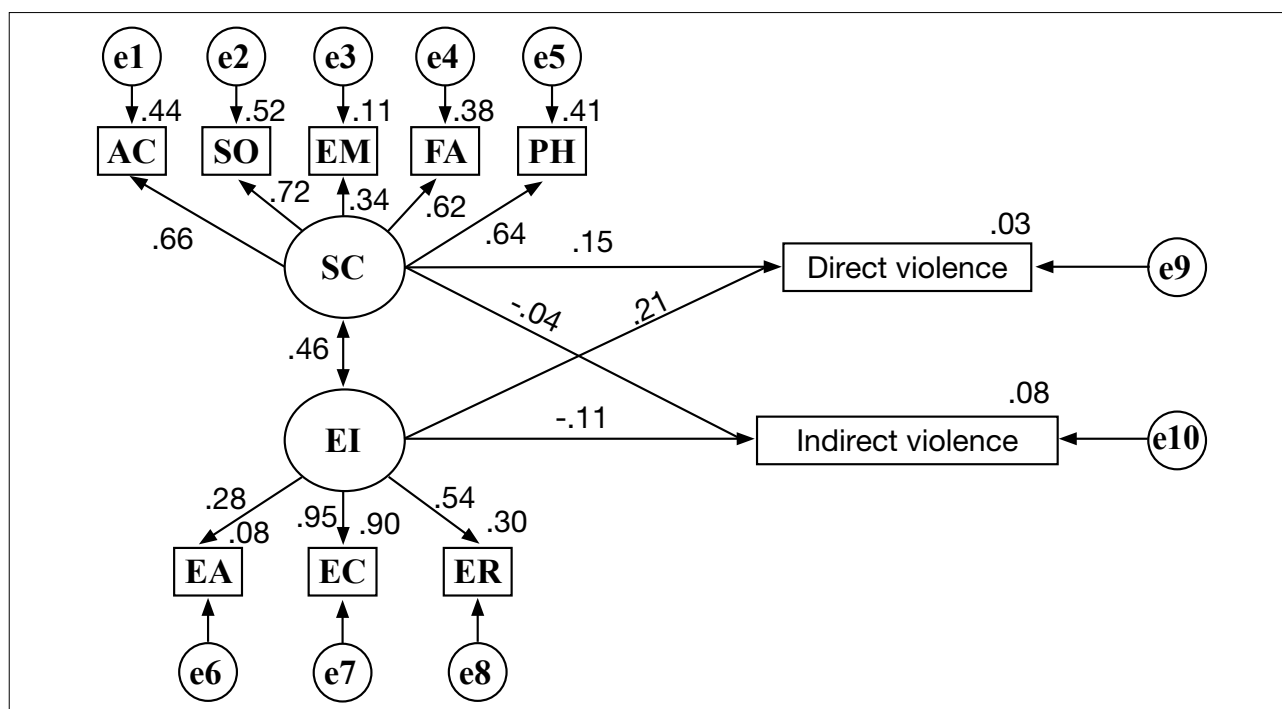 e1 e2 e3 e4 e5
.44 .52 .11 .38 .41
AC SO EM FA PH
.66 .72 .34 .62 .64
SC
.15
.03
Direct violence
e9
-.04
.21
.46
EI
-.11
.08
Indirect violence
e10
.28 .95 .54
.08 .90 .30
EA EC ER
e6 e7 e8